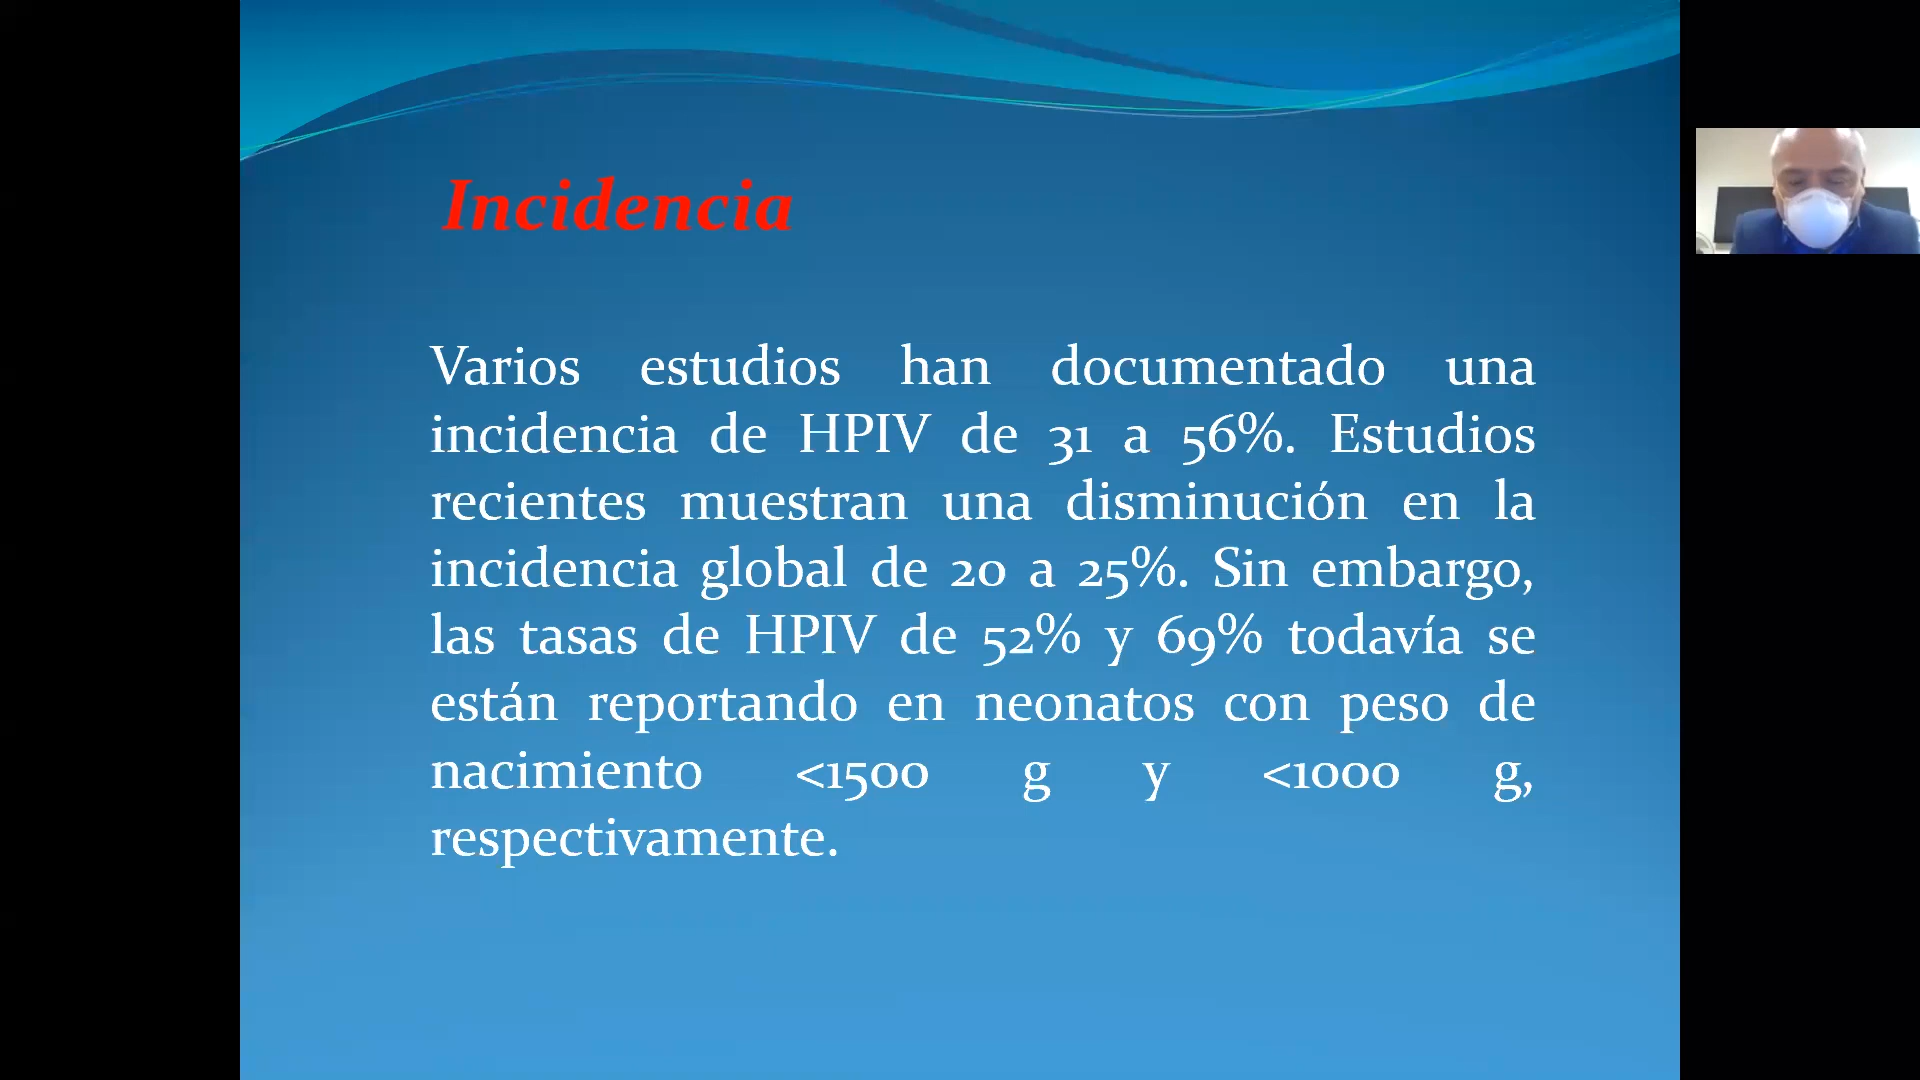 Incidencia
Varios estudios han documentado una
incidencia de HPIV de 31 a 56%. Estudios
recientes muestran una disminución en la
incidencia global de 20 a 25%. Sin embargo,
las tasas de HPIV de 52% y 69% todavía se
están reportando en neonatos con peso de
nacimiento <1500 g y <1000 g,
respectivamente.